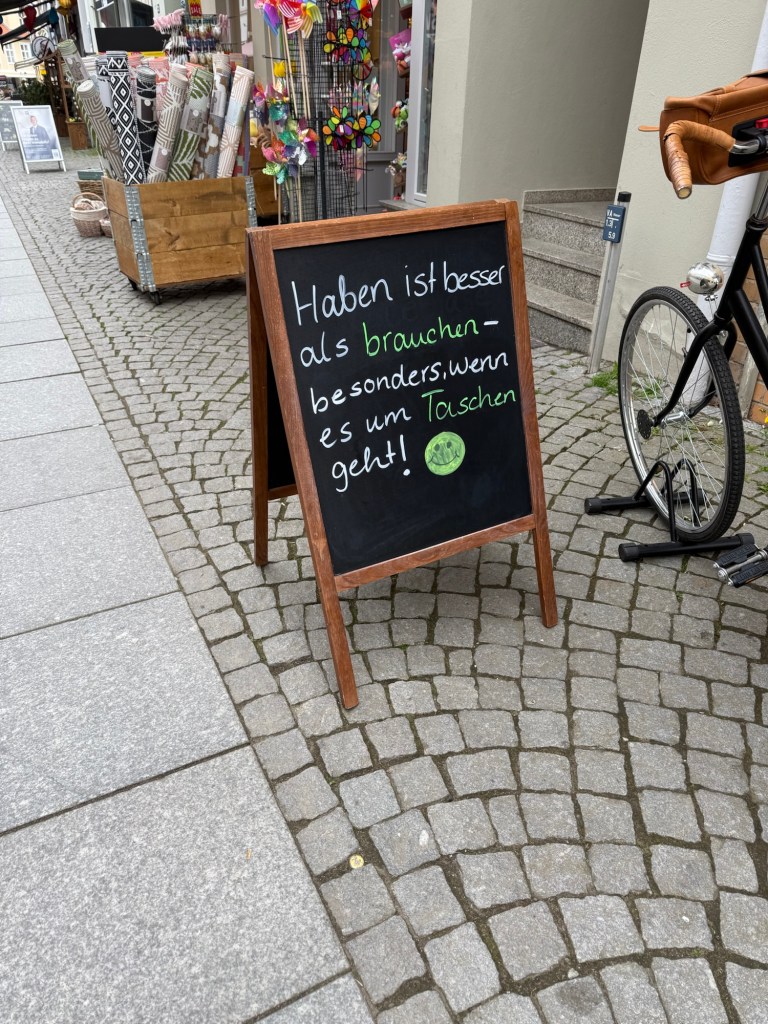 Haben ist besser
als brauchen –
besonders, wenn
es um Taschen
geht!